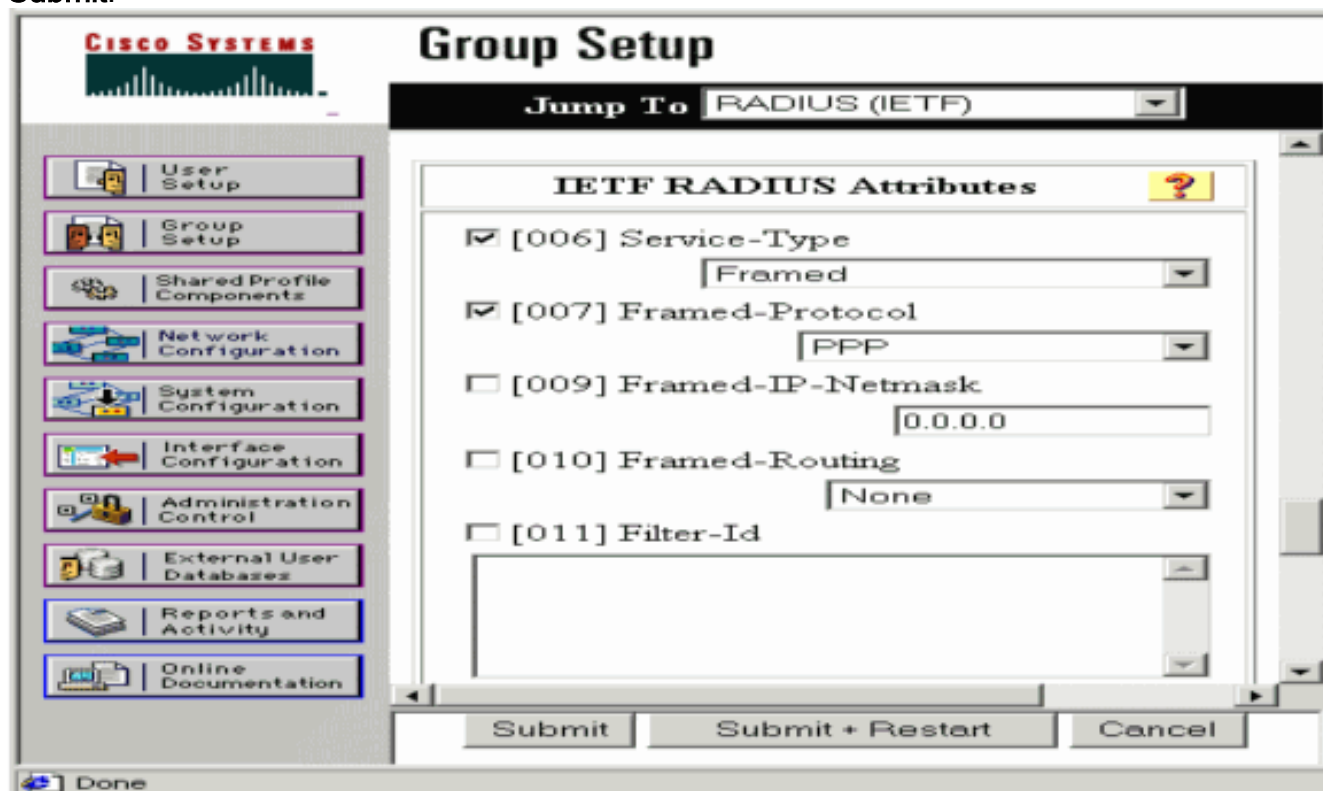 Submit.
CISCO SYSTEMS
Group Setup
Jump To RADIUS (IETF)
User
Setup
Group
Setup
Shared Profile
Components
Network
Configuration
System
Configuration
Interface
Configuration
Administration
Control
External User
Databases
Reports and
Activity
Online
Documentation
IETF RADIUS Attributes ?
[006] Service-Type
Framed
[007] Framed-Protocol
PPP
[009] Framed-IP-Netmask
0.0.0.0
[010] Framed-Routing
None
[011] Filter-Id
Submit
Submit + Restart
Cancel
Done